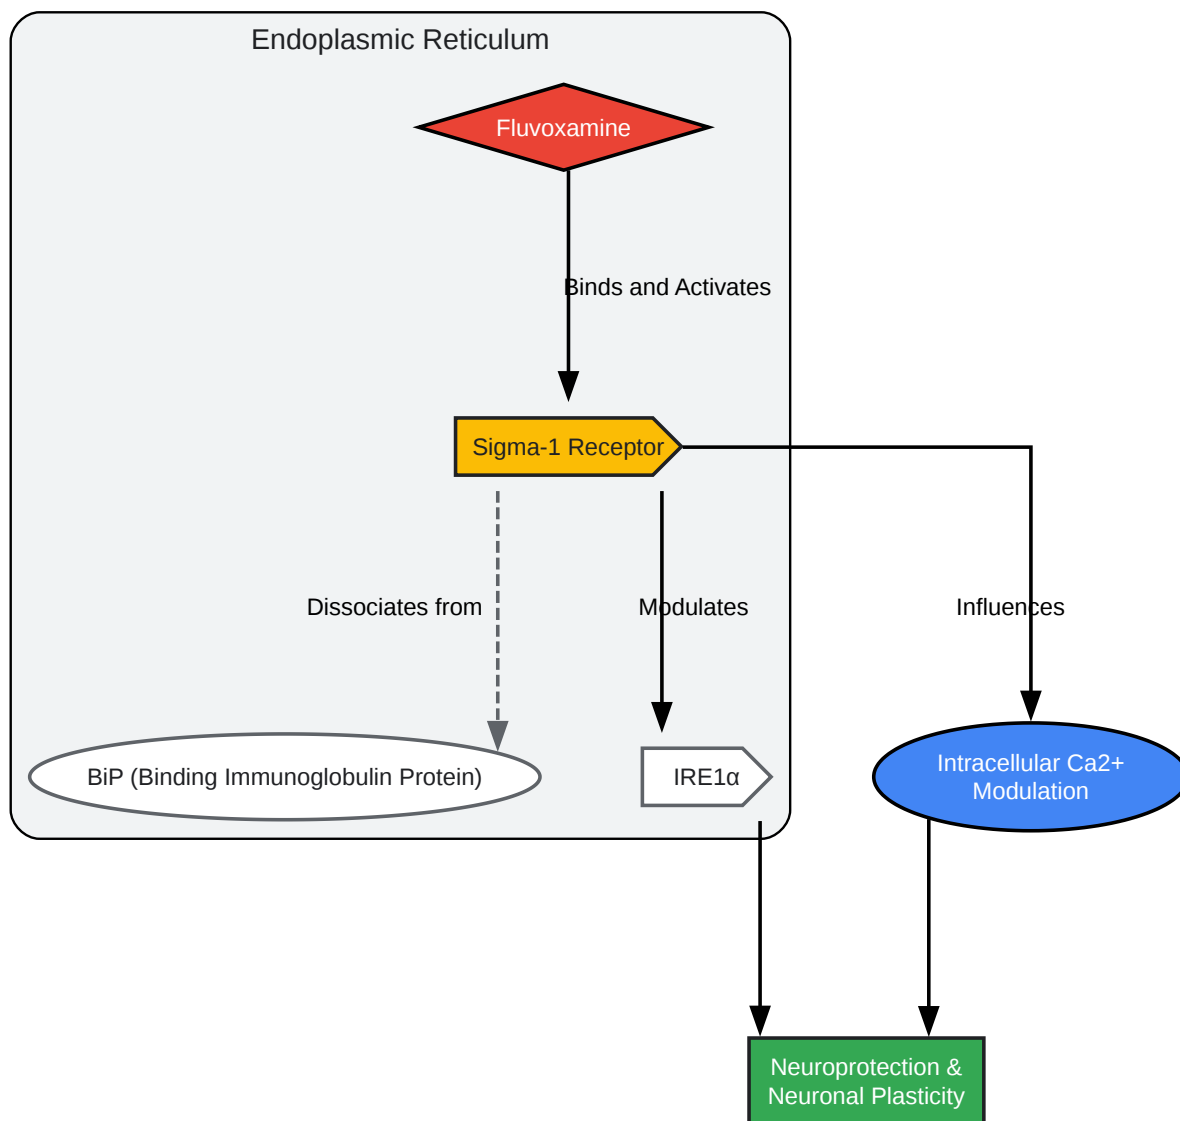 Endoplasmic Reticulum
Fluvoxamine
Binds and Activates
Sigma-1 Receptor
Dissociates from
Modulates
Influences
BiP (Binding Immunoglobulin Protein)
IRE1α
Intracellular Ca2+
Modulation
Neuroprotection &
Neuronal Plasticity